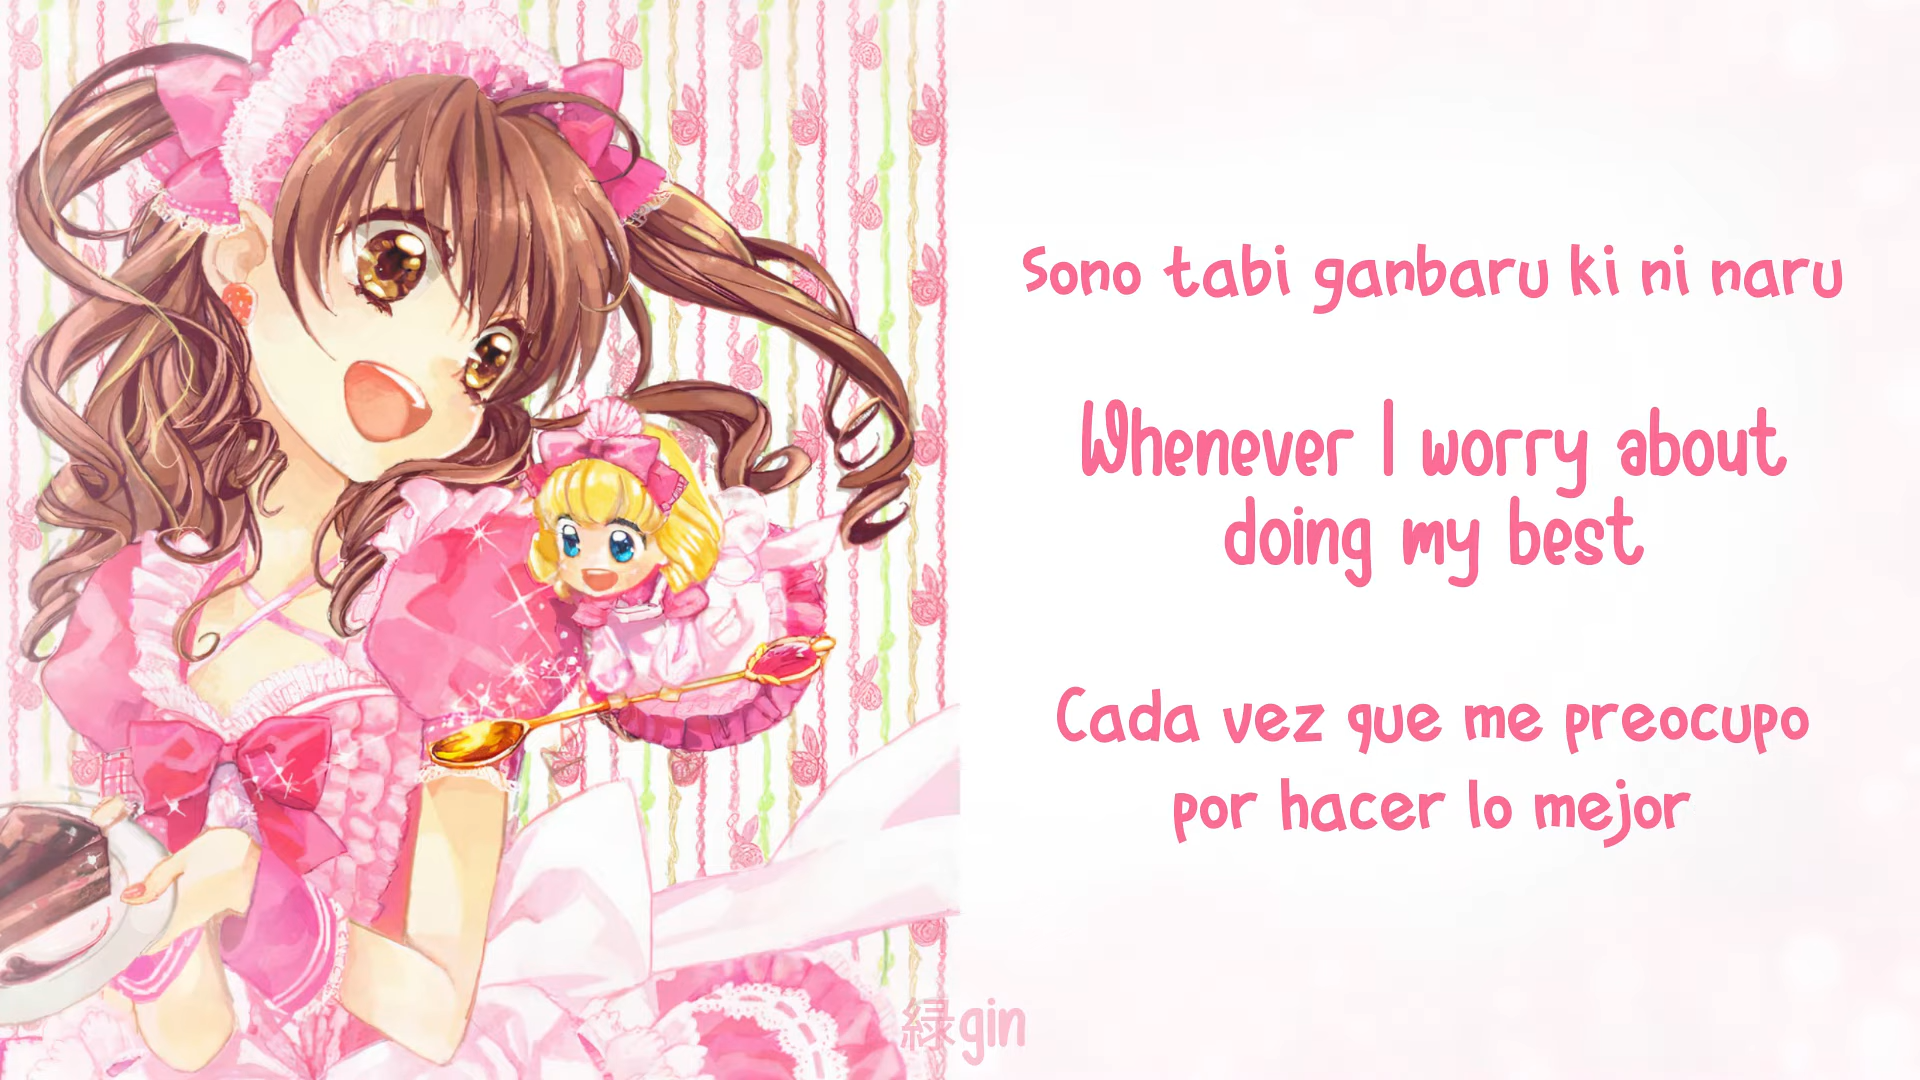 Sono tabi ganbaru ki ni naru
Whenever I worry about
doing my best
Cada vez que me preocupo
por hacer lo mejor
緑gin